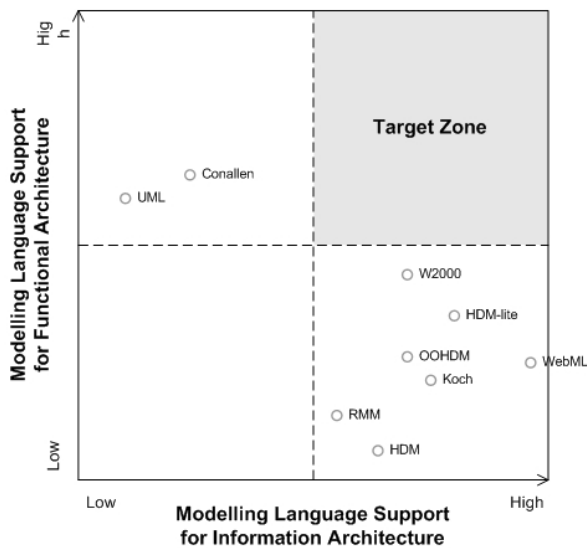 Hig
h
Target Zone
Conallen
UML
Modelling Language Support
for Functional Architecture
W2000
HDM-lite
OOHDM
WebML
Koch
RMM
HDM
Low
Low
High
Modelling Language Support
for Information Architecture